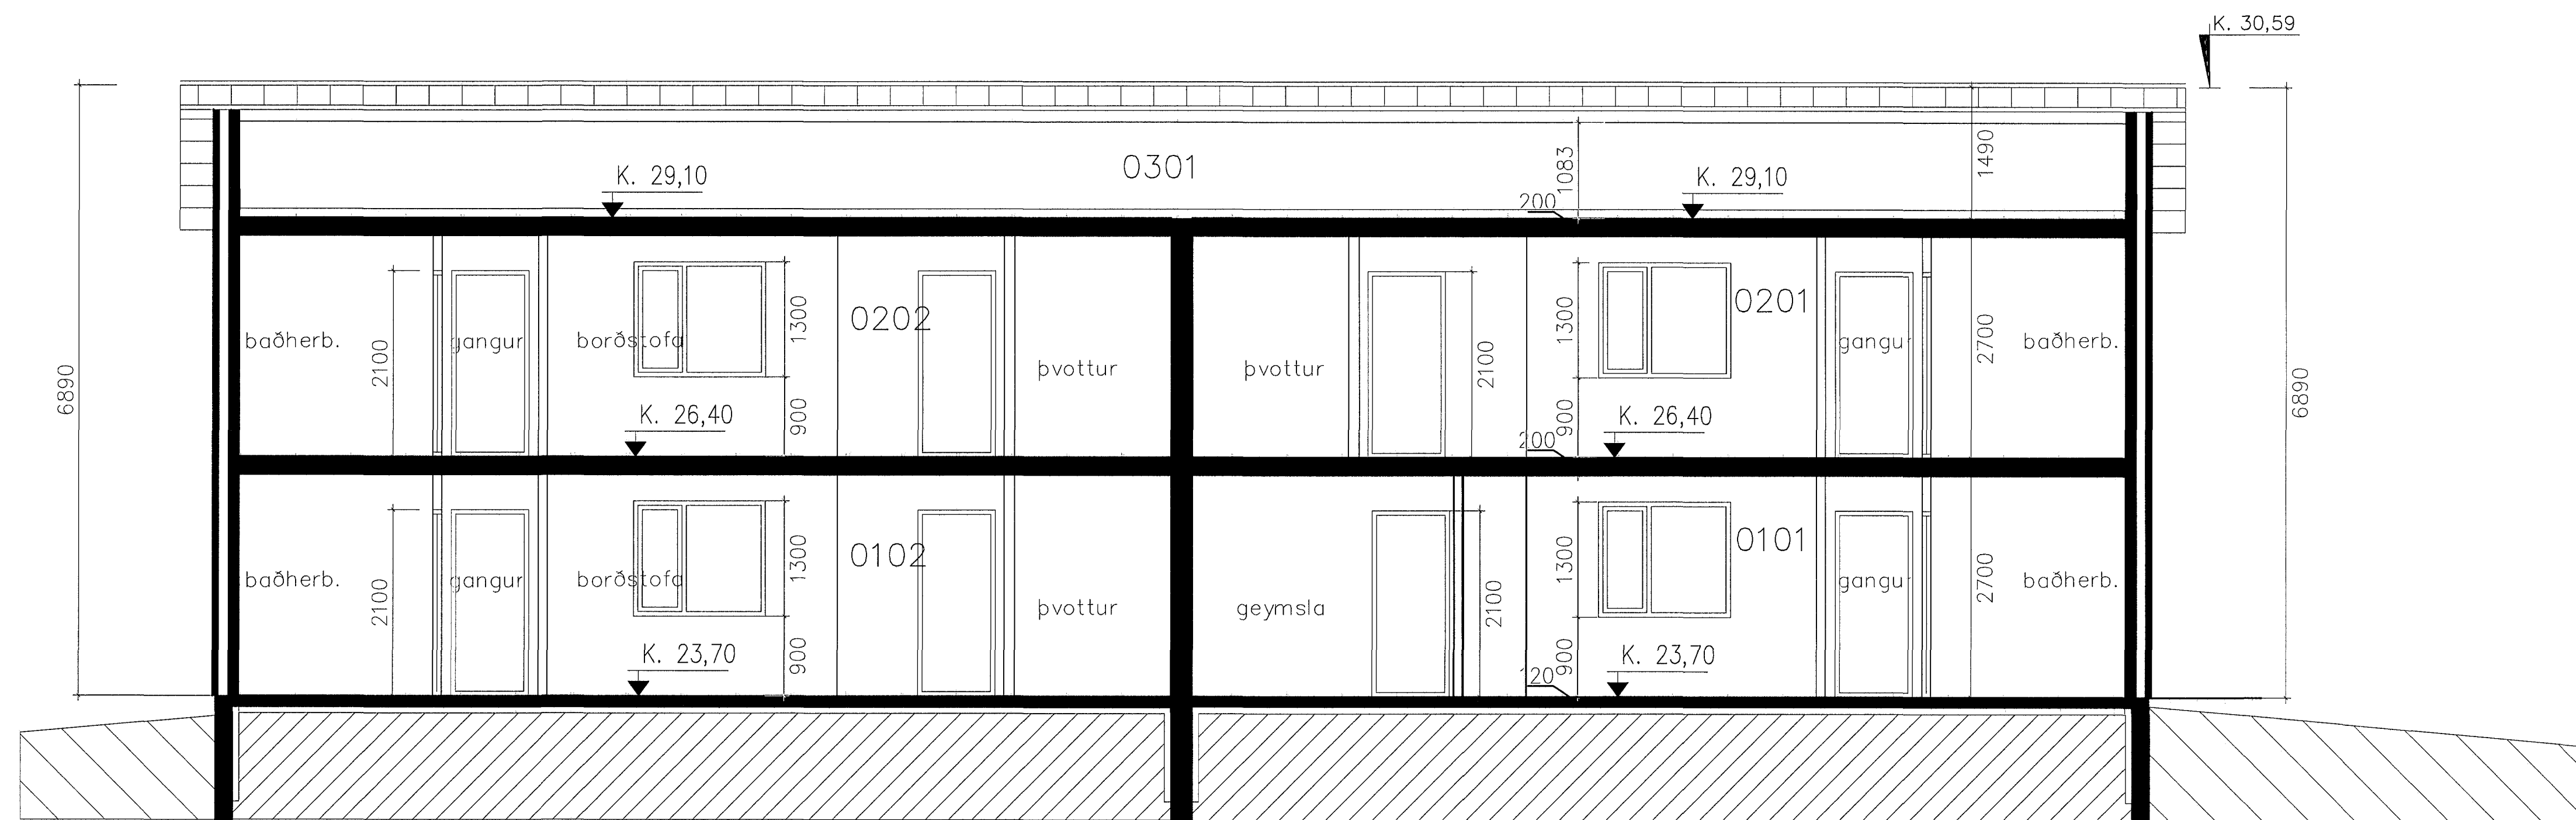 K. 30,59
0301
1083
1490
K. 29,10
200
K. 29,10
6890
baðherb.
2100
gangur
borðstofa
1300
900
0202
þvottur
þvottur
2100
1300
900
0201
gangur
2700
baðherb.
6890
K. 26,40
200
K. 26,40
baðherb.
2100
gangur
borðstofa
1300
900
0102
þvottur
geymsla
2100
1300
900
0101
gangur
2700
baðherb.
K. 23,70
120
K. 23,70